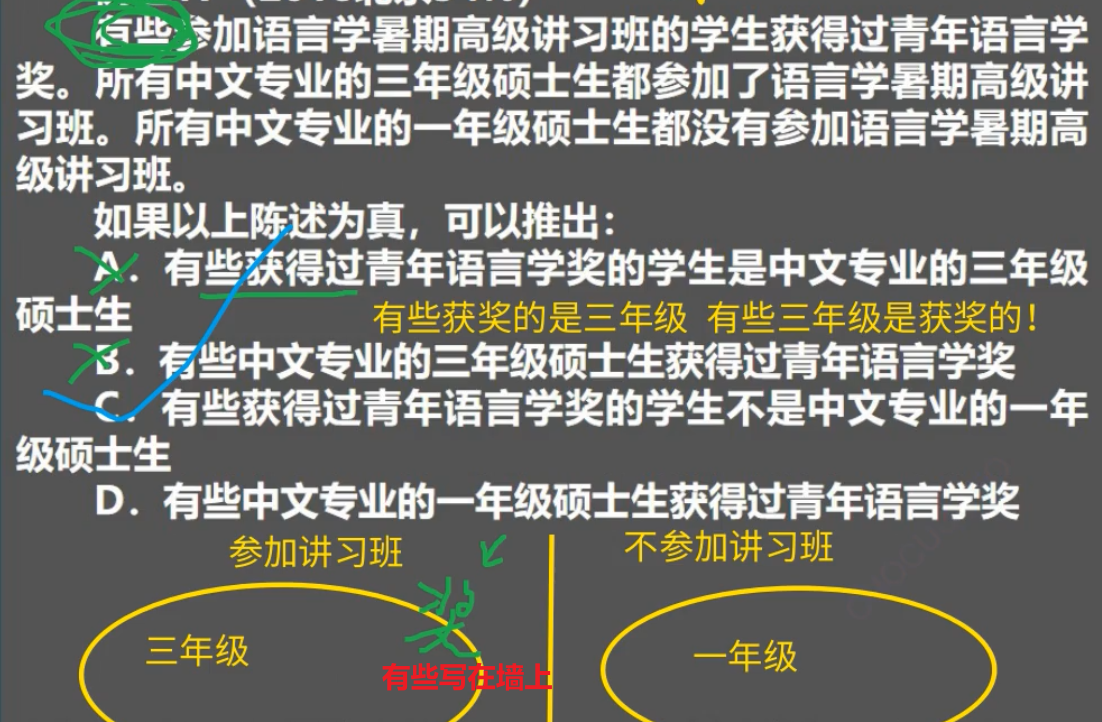 有些参加语言学暑期高级讲习班的学生获得过青年语言学
奖。所有中文专业的三年级硕士生都参加了语言学暑期高级讲
习班。所有中文专业的一年级硕士生都没有参加语言学暑期高
级讲习班。
如果以上陈述为真，可以推出：
A．有些获得过青年语言学奖的学生是中文专业的三年级
硕士生
有些获奖的是三年级 有些三年级是获奖的！
B．有些中文专业的三年级硕士生获得过青年语言学奖
C．有些获得过青年语言学奖的学生不是中文专业的一年
级硕士生
D．有些中文专业的一年级硕士生获得过青年语言学奖
参加讲习班
不参加讲习班
奖
三年级
一年级
有些写在墙上